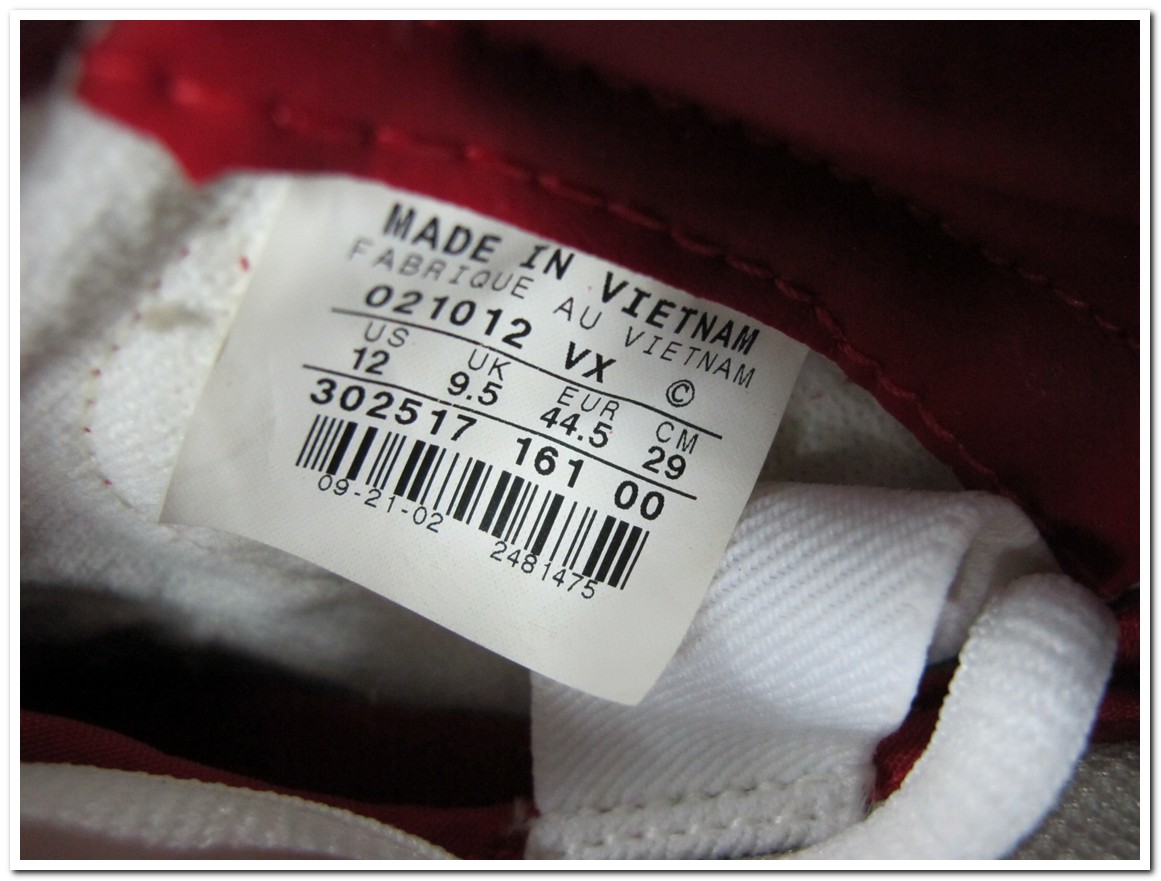 MADE IN VIETNAM
FABRIQUE AU VIETNAM
021012 VX ©
US UK EUR CM
12 9.5 44.5 29
302517 161 00
09-21-02 2481475